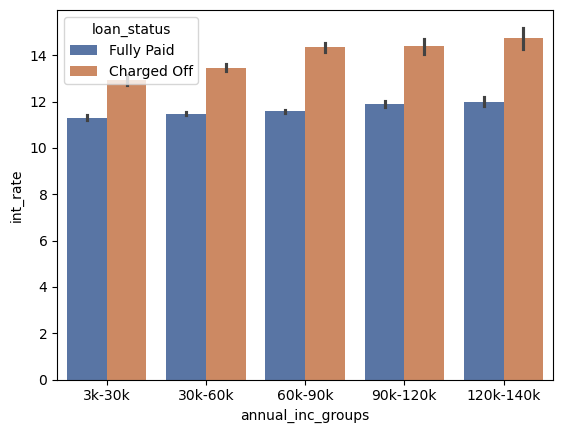 loan_status
Fully Paid
Charged Off
int_rate
14
12
10
8
6
4
2
0
3k-30k
30k-60k
60k-90k
90k-120k
120k-140k
annual_inc_groups